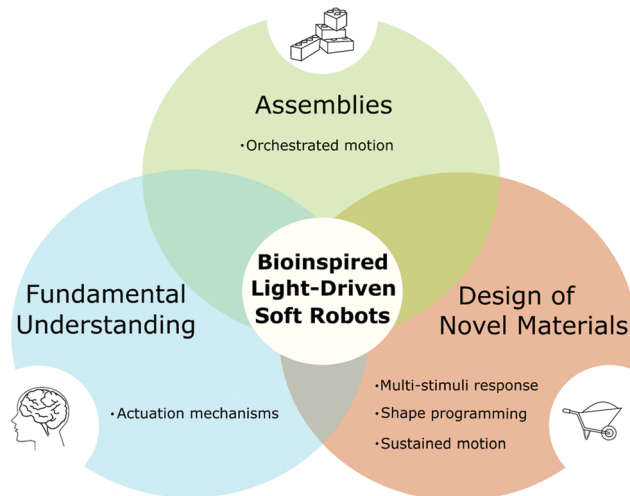 Assemblies
·Orchestrated motion
Bioinspired
Light-Driven
Soft Robots
Fundamental
Understanding
·Actuation mechanisms
Design of
Novel Materials
·Multi-stimuli response
·Shape programming
·Sustained motion